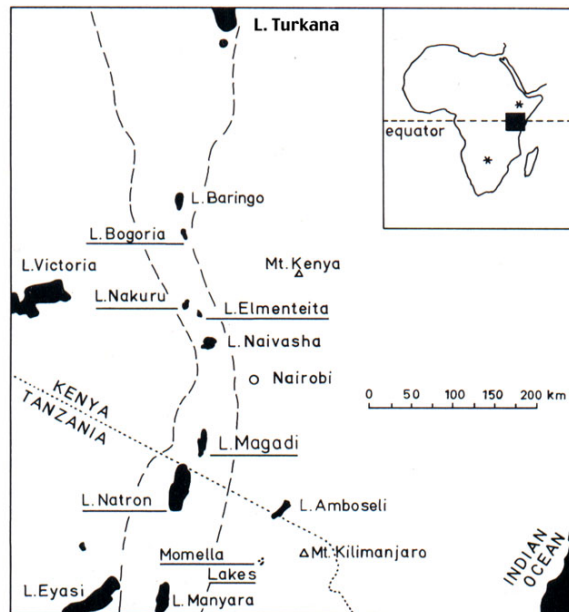 L. Turkana
equator
*
*
L. Baringo
L. Bogoria
L. Victoria
Mt. Kenya
L. Nakuru
L. Elmenteita
L. Naivasha
Nairobi
0 50 100 150 200 km
KENYA
TANZANIA
L. Magadi
L. Natron
L. Amboseli
Momella
Lakes
Mt. Kilimanjaro
L. Eyasi
L. Manyara
INDIAN
OCEAN